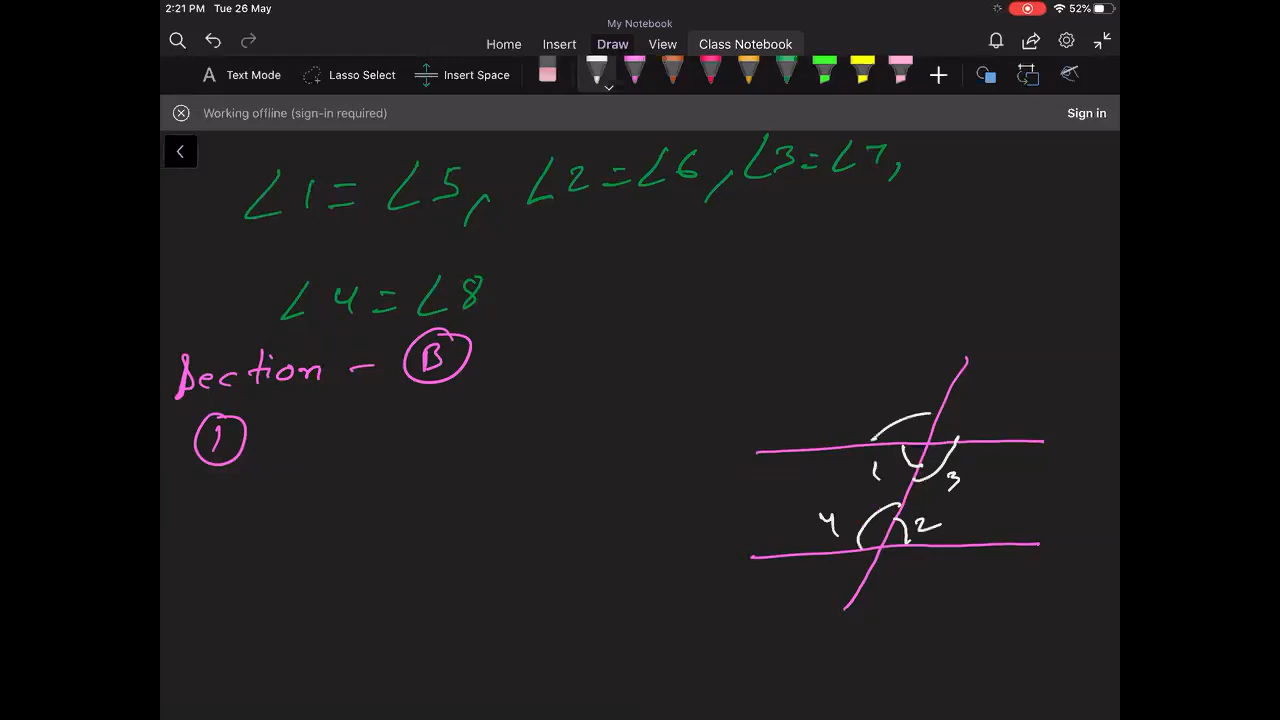 2:21 PM Tue 26 May
52%
My Notebook
Home Insert Draw View Class Notebook
A Text Mode Lasso Select Insert Space
Working offline (sign-in required) Sign in
∠1 = ∠5, ∠2 = ∠6, ∠3 = ∠7,
∠4 = ∠8
Section - B
1
1 3
4 2